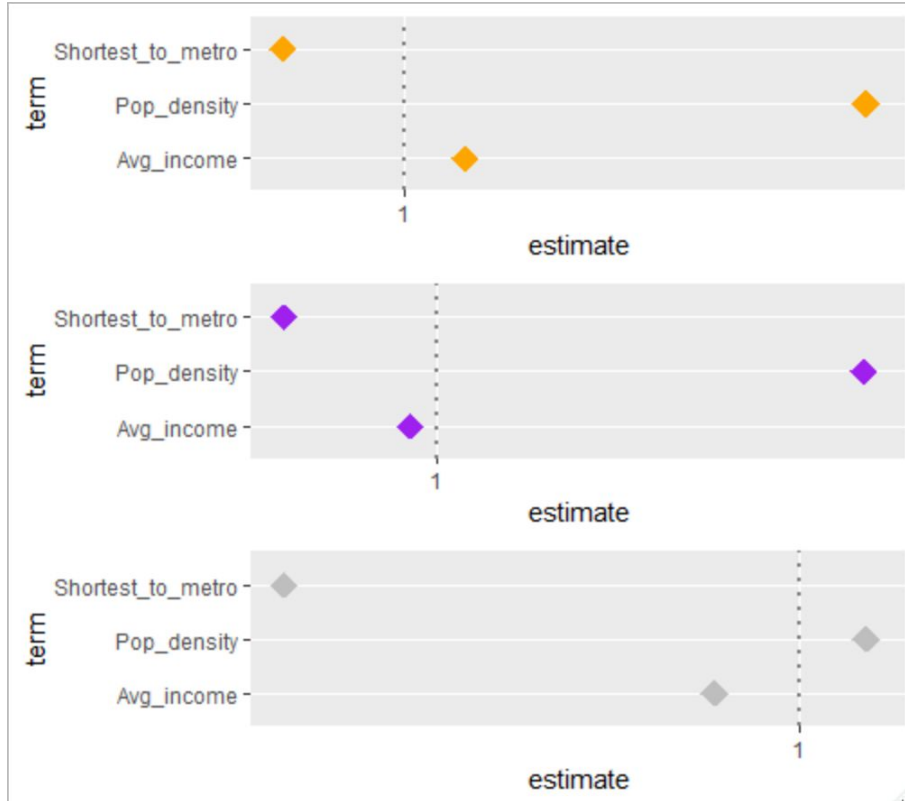 term
Shortest_to_metro
Pop_density
Avg_income
1
estimate
term
Shortest_to_metro
Pop_density
Avg_income
1
estimate
term
Shortest_to_metro
Pop_density
Avg_income
1
estimate